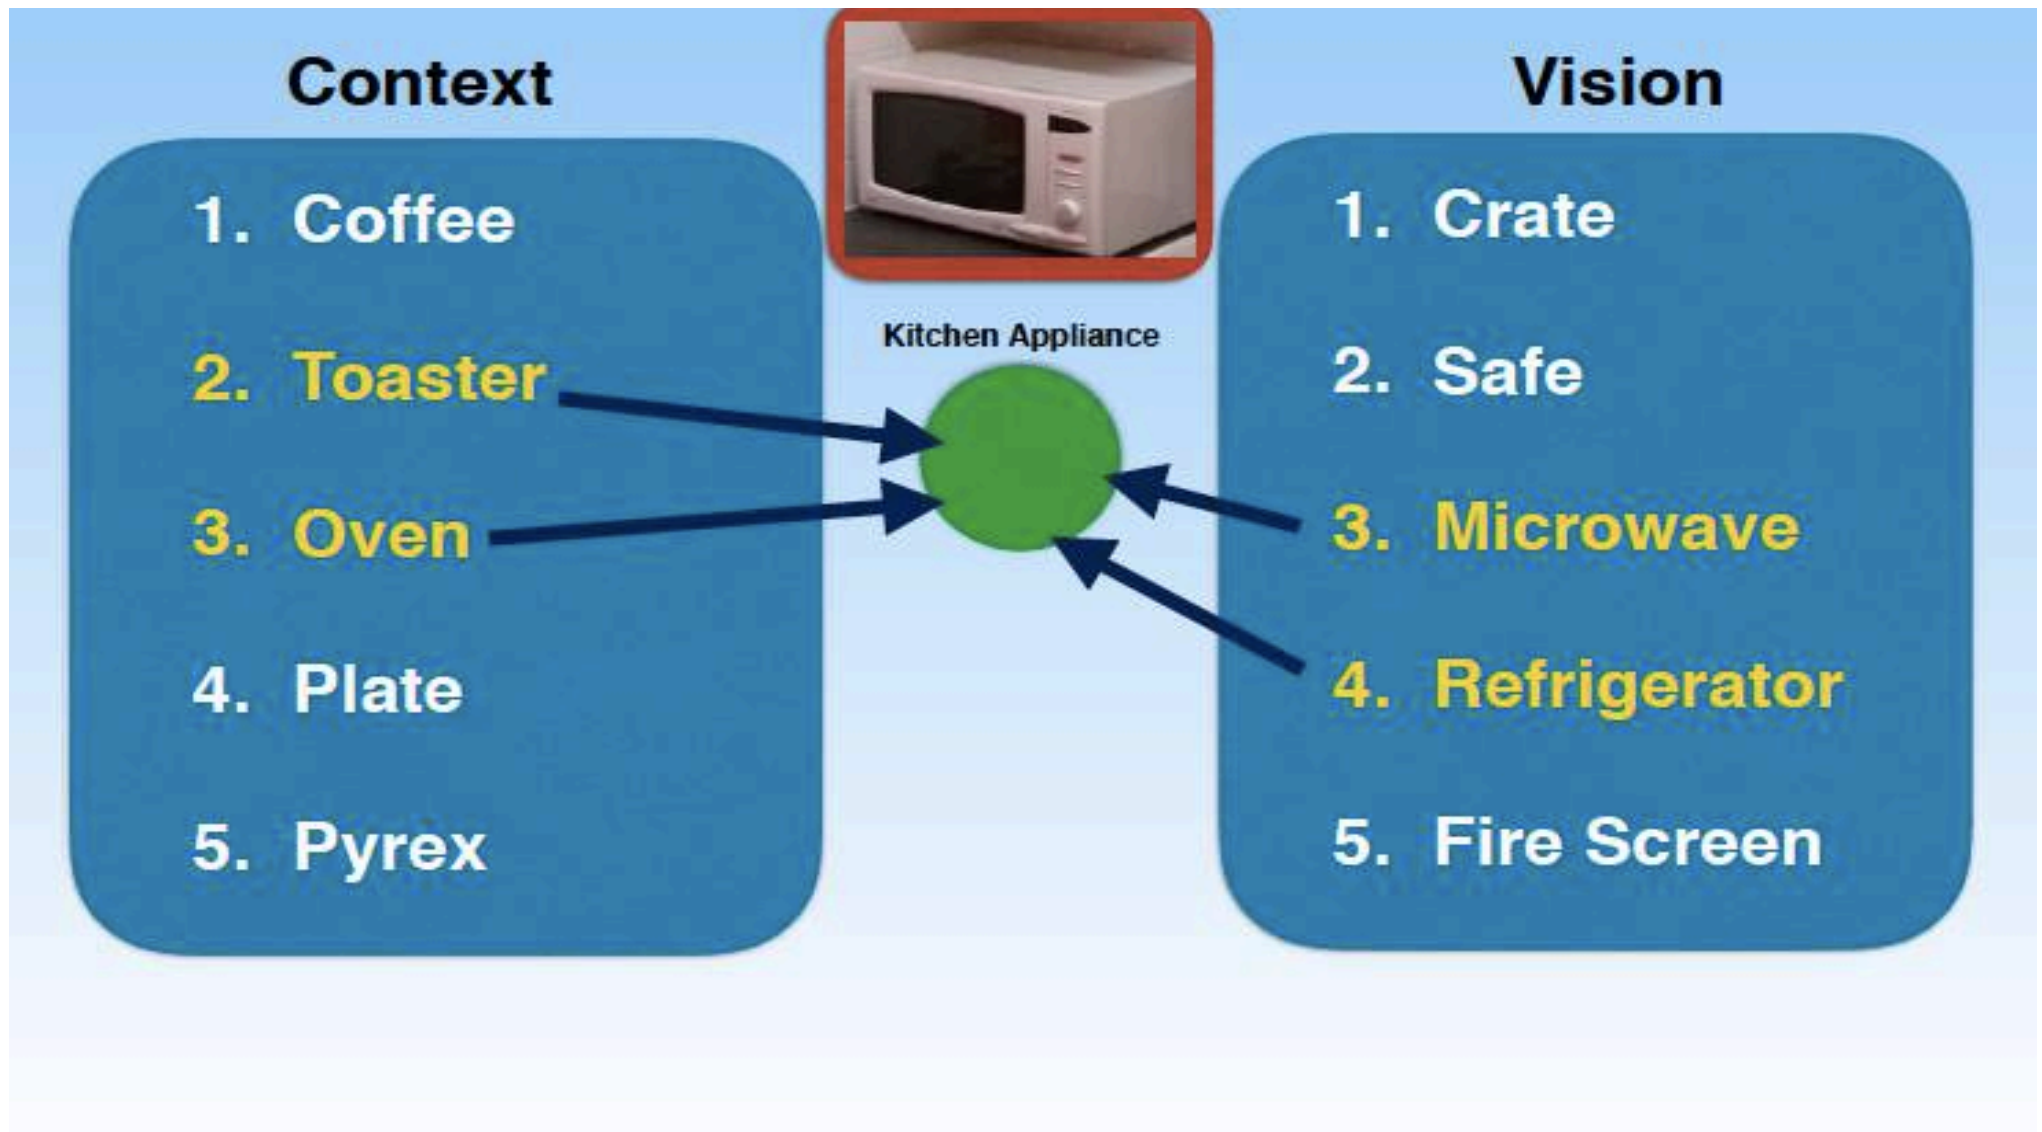 Context
1. Coffee
2. Toaster
3. Oven
4. Plate
5. Pyrex
Kitchen Appliance
Vision
1. Crate
2. Safe
3. Microwave
4. Refrigerator
5. Fire Screen